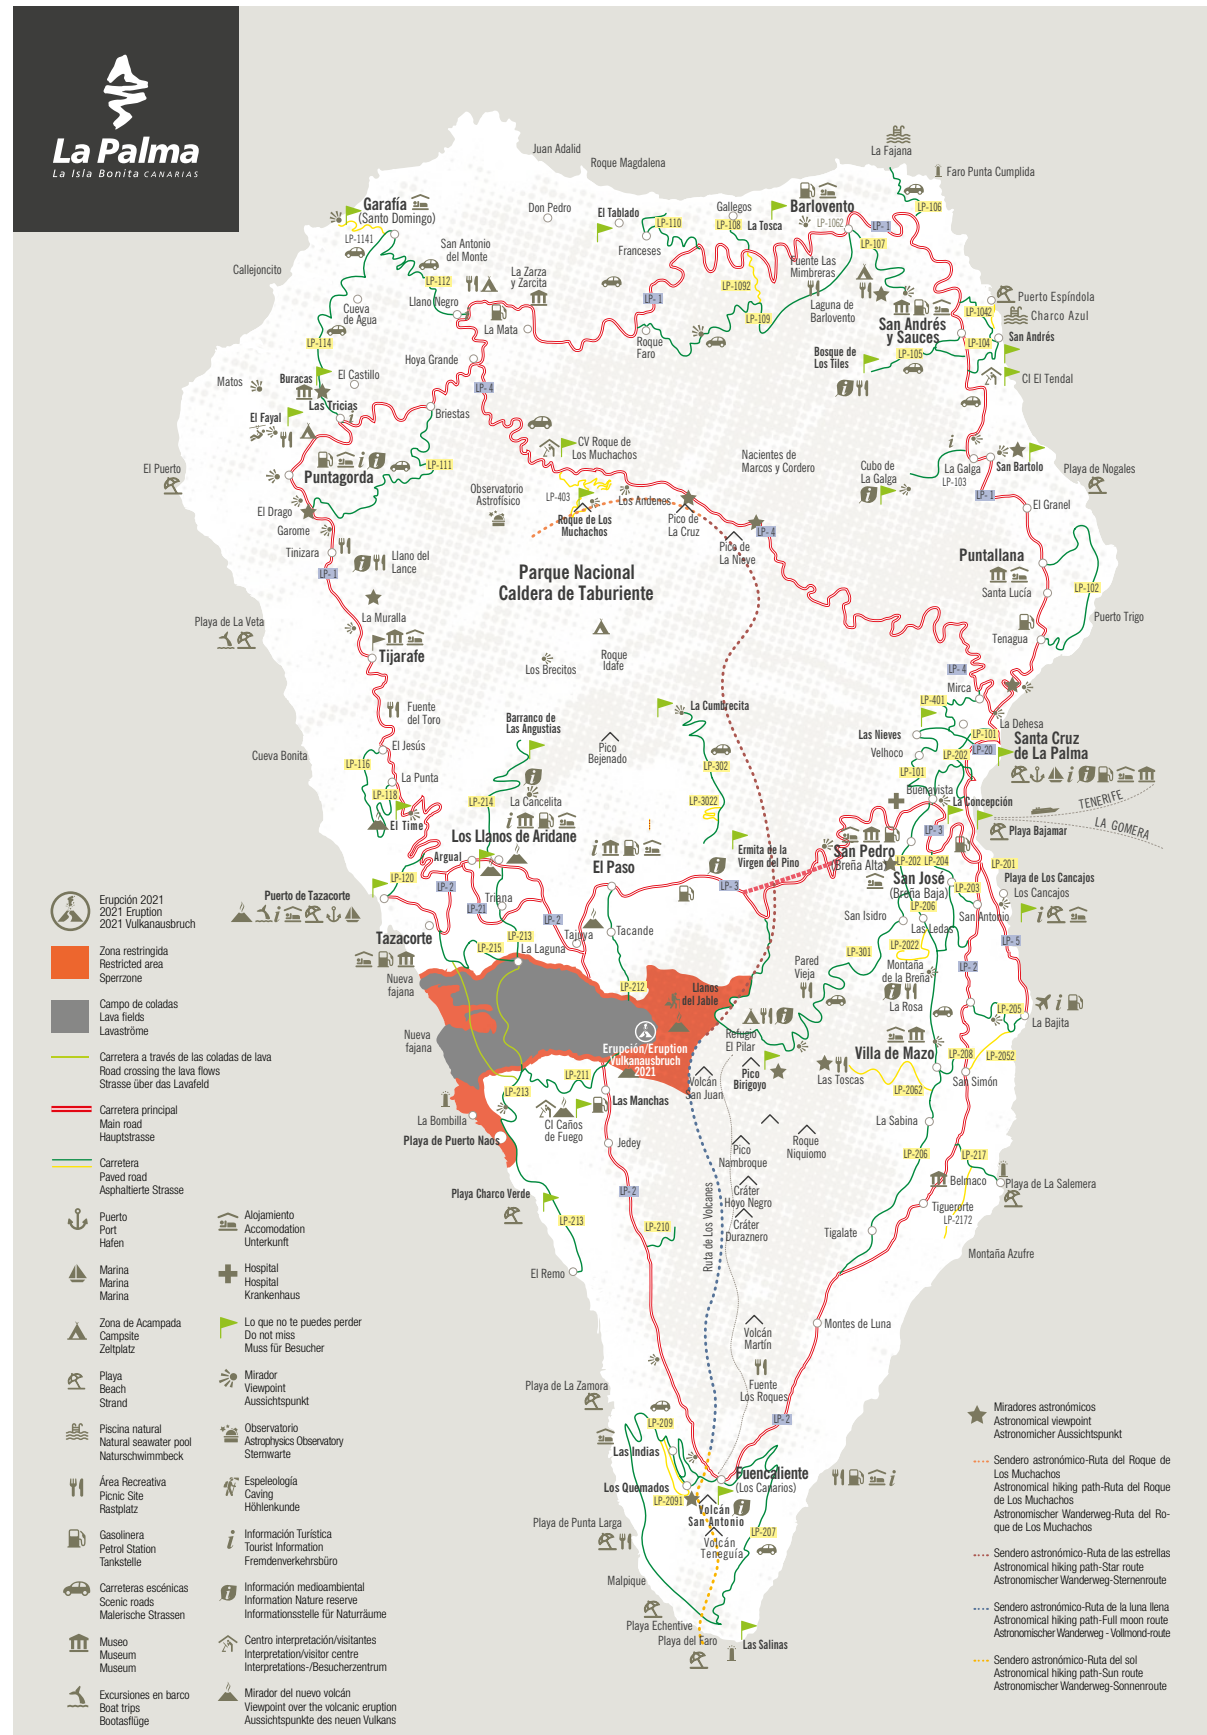 La Palma
La Isla Bonita CANARIAS
Juan Adalid
Roque Magdalena
La Fajana
Faro Punta Cumplida
Garafía
(Santo Domingo)
LP-1141
Don Pedro
El Tablado
LP-110
Franceses
Gallegos
LP-108
La Tosca
Barlovento
LP-1062
LP-1
LP-106
LP-107
San Antonio
del Monte
LP-112
Callejoncito
La Zarza
y Zarcita
Llano Negro
La Mata
Cueva
de Agua
LP-114
LP-1
LP-1092
LP-109
Fuente Las
Mimbreras
Laguna de
Barlovento
Roque
Faro
San Andrés
y Sauces
LP-1042
Puerto Espíndola
Charco Azul
San Andrés
LP-104
LP-105
Bosque de
Los Tiles
CI El Tendal
Hoya Grande
LP-4
Matos
Buracas
El Castillo
Las Tricias
Briestas
El Fayal
Puntagorda
LP-111
El Puerto
El Drago
Garome
Tinizara
LP-1
Llano del
Lance
CV Roque de
Los Muchachos
Observatorio
Astrofísico
LP-403
Los Andenes
Roque de Los
Muchachos
Pico de
La Cruz
Pico de
La Nieve
LP-4
Nacientes de
Marcos y Cordero
Cubo de
La Galga
La Galga
LP-103
San Bartolo
Playa de Nogales
LP-1
El Granel
Puntallana
Santa Lucía
LP-102
Puerto Trigo
Tenagua
Parque Nacional
Caldera de Taburiente
Playa de La Veta
La Muralla
Tijarafe
Los Brecitos
Roque
Idafe
LP-4
Mirca
LP-401
La Dehesa
LP-101
LP-20
LP-202
Las Nieves
Velhoco
LP-101
Santa Cruz
de La Palma
Buenavista
La Concepción
TENERIFE
LA GOMERA
Playa Bajamar
Fuente
del Toro
Cueva Bonita
El Jesús
LP-116
La Punta
LP-118
El Time
Barranco de
Las Angustias
La Cancelita
LP-214
Los Llanos de Aridane
Argual
Pico
Bejenado
La Cumbrecita
LP-302
LP-3022
El Paso
Ermita de la
Virgen del Pino
LP-3
San Pedro
(Breña Alta)
LP-3
LP-202
LP-204
LP-201
San José
(Breña Baja)
LP-203
Playa de Los Cancajos
Los Cancajos
San Antonio
LP-206
San Isidro
Las Ledas
LP-5
LP-120
Puerto de Tazacorte
LP-2
LP-21
Triana
LP-2
Tajuya
Tacande
Tazacorte
LP-215
LP-213
La Laguna
LP-212
LP-301
LP-2022
LP-2
Montaña
de la Breña
Pared
Vieja
La Rosa
LP-205
La Bajita
Nueva
fajana
Nueva
fajana
Llanos
del Jable
Refugio
El Pilar
Erupción/Eruption
Vulkanausbruch
2021
Villa de Mazo
LP-208
LP-2052
San Simón
LP-2062
Las Toscas
Pico
Birigoyo
Volcán
San Juan
LP-211
LP-213
Las Manchas
CI Caños
de Fuego
La Bombilla
Playa de Puerto Naos
Jedey
Roque
Niquiomo
Pico
Nambroque
Cráter
Hoyo Negro
Cráter
Duraznero
La Sabina
LP-206
LP-217
Belmaco
Playa de La Salemera
Tiguerorte
LP-2172
Tigalate
Montaña Azufre
Playa Charco Verde
LP-213
LP-2
LP-210
El Remo
Ruta de Los Volcanes
Montes de Luna
Volcán
Martín
Fuente
Los Roques
LP-2
Playa de La Zamora
LP-209
Las Indias
Los Quemados
LP-2091
Fuencaliente
(Los Canarios)
Volcán
San Antonio
Volcán
Teneguía
LP-207
Playa de Punta Larga
Malpique
Playa Echentive
Playa del Faro
Las Salinas
Erupción 2021
2021 Eruption
2021 Vulkanausbruch
Zona restringida
Restricted area
Sperrzone
Campo de coladas
Lava fields
Lavaströme
Carretera a través de las coladas de lava
Road crossing the lava flows
Strasse über das Lavafeld
Carretera principal
Main road
Hauptstrasse
Carretera
Paved road
Asphaltierte Strasse
Puerto
Port
Hafen
Marina
Marina
Marina
Zona de Acampada
Campsite
Zeltplatz
Playa
Beach
Strand
Piscina natural
Natural seawater pool
Naturschwimmbeck
Área Recreativa
Picnic Site
Rastplatz
Gasolinera
Petrol Station
Tankstelle
Carreteras escénicas
Scenic roads
Malerische Strassen
Museo
Museum
Museum
Excursiones en barco
Boat trips
Bootasflüge
Alojamiento
Accomodation
Unterkunft
Hospital
Hospital
Krankenhaus
Lo que no te puedes perder
Do not miss
Muss für Besucher
Mirador
Viewpoint
Aussichtspunkt
Observatorio
Astrophysics Observatory
Sternwarte
Espeleología
Caving
Höhlenkunde
Información Turística
Tourist Information
Fremdenverkehrsbüro
Información medioambiental
Information Nature reserve
Informationsstelle für Naturräume
Centro interpretación/visitantes
Interpretation/visitor centre
Interpretations-/Besucherzentrum
Mirador del nuevo volcán
Viewpoint over the volcanic eruption
Aussichtspunkte des neuen Vulkans
Miradores astronómicos
Astronomical viewpoint
Astronomicher Aussichtspunkt
Sendero astronómico-Ruta del Roque de
Los Muchachos
Astronomical hiking path-Ruta del Roque
de Los Muchachos
Astronomischer Wanderweg-Ruta del Ro-
que de Los Muchachos
Sendero astronómico-Ruta de las estrellas
Astronomical hiking path-Star route
Astronomischer Wanderweg-Sternenroute
Sendero astronómico-Ruta de la luna llena
Astronomical hiking path-Full moon route
Astronomischer Wanderweg - Vollmond-route
Sendero astronómico-Ruta del sol
Astronomical hiking path-Sun route
Astronomischer Wanderweg-Sonnenroute